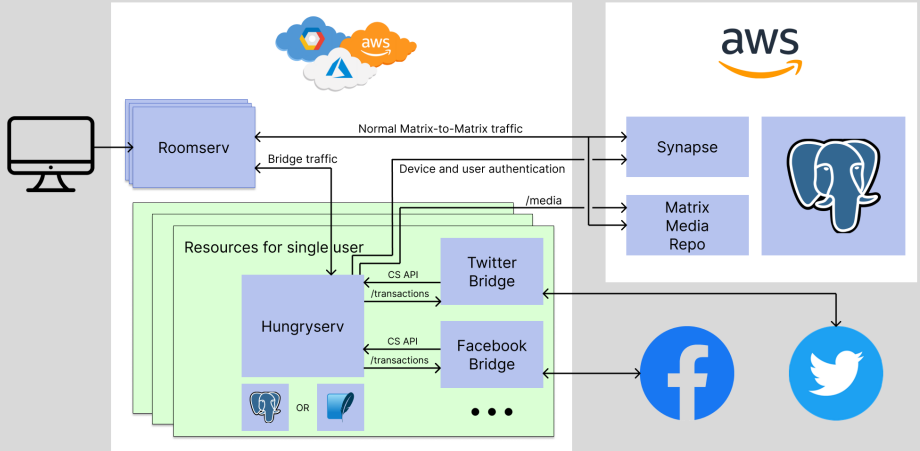 aws
aws
Roomserv
Normal Matrix-to-Matrix traffic
Bridge traffic
Device and user authentication
Synapse
/media
Matrix
Media
Repo
Resources for single user
Twitter
Bridge
CS API
/transactions
Hungryserv
Facebook
Bridge
CS API
/transactions
OR